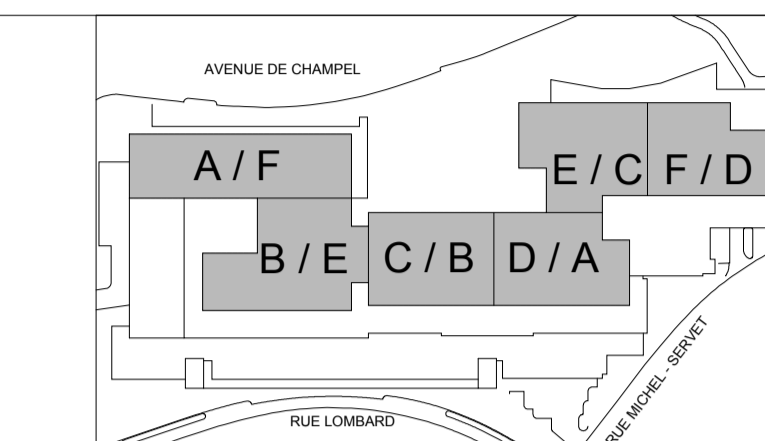 AVENUE DE CHAMPEL
A / F
E / C
F / D
B / E
C / B
D / A
RUE MICHEL - SERVET
RUE LOMBARD